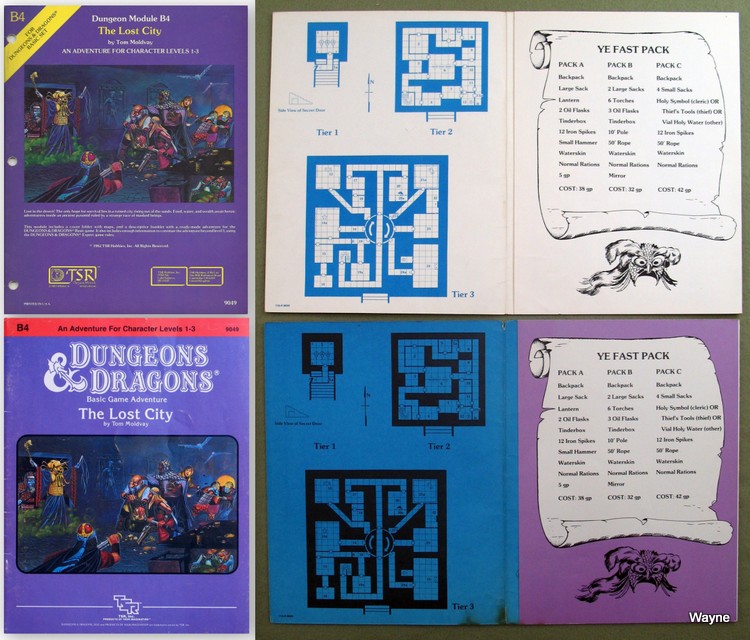 B4
FOR
DUNGEONS & DRAGONS®
BASIC SET
Dungeon Module B4
The Lost City
by Tom Moldvay
AN ADVENTURE FOR CHARACTER LEVELS 1-3
TSR
9049
Side View of Secret Door
N
Tier 1
Tier 2
Tier 3
YE FAST PACK
PACK A PACK B PACK C
Backpack Backpack Backpack
Large Sack 2 Large Sacks 4 Small Sacks
Lantern 6 Torches Holy Symbol (cleric) OR
2 Oil Flasks 3 Oil Flasks Thief's Tools (thief) OR
Tinderbox Tinderbox Vial Holy Water (other)
12 Iron Spikes 10' Pole 12 Iron Spikes
Small Hammer 50' Rope 50' Rope
Waterskin Waterskin Waterskin
Normal Rations Normal Rations Normal Rations
5 gp Mirror
COST: 38 gp COST: 32 gp COST: 42 gp
B4 An Adventure For Character Levels 1-3 9049
DUNGEONS
& DRAGONS®
Basic Game Adventure
The Lost City
by Tom Moldvay
TSR, Inc.
Side View of Secret Door
N
Tier 1
Tier 2
Tier 3
YE FAST PACK
PACK A PACK B PACK C
Backpack Backpack Backpack
Large Sack 2 Large Sacks 4 Small Sacks
Lantern 6 Torches Holy Symbol (cleric) OR
2 Oil Flasks 3 Oil Flasks Thief's Tools (thief) OR
Tinderbox Tinderbox Vial Holy Water (other)
12 Iron Spikes 10' Pole 12 Iron Spikes
Small Hammer 50' Rope 50' Rope
Waterskin Waterskin Waterskin
Normal Rations Normal Rations Normal Rations
5 gp Mirror
COST: 38 gp COST: 32 gp COST: 42 gp
Wayne